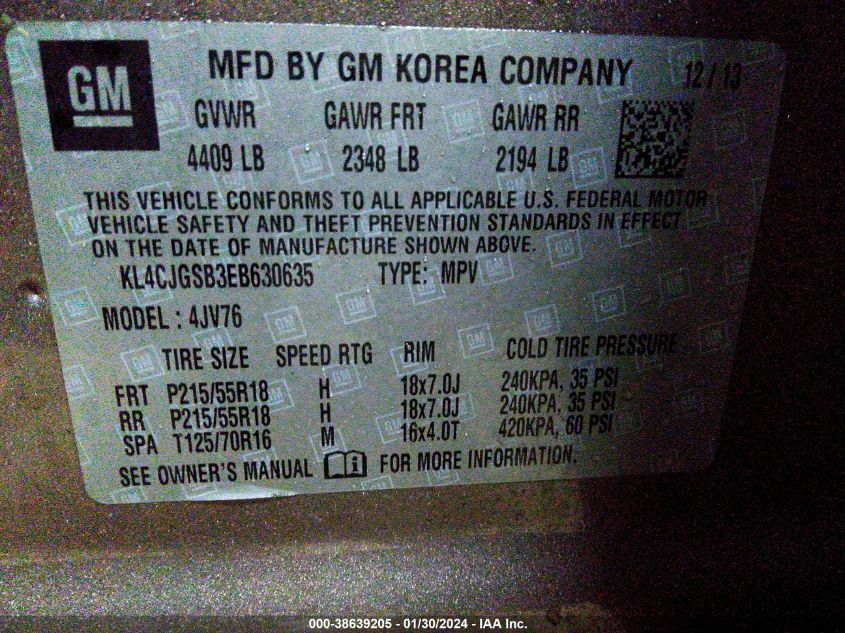 GM
MFD BY GM KOREA COMPANY 12/13
GVWR GAWR FRT GAWR RR
4409 LB 2348 LB 2194 LB
THIS VEHICLE CONFORMS TO ALL APPLICABLE U.S. FEDERAL MOTOR
VEHICLE SAFETY AND THEFT PREVENTION STANDARDS IN EFFECT
ON THE DATE OF MANUFACTURE SHOWN ABOVE.
KL4CJGSB3EB630635 TYPE: MPV
MODEL : 4JV76
TIRE SIZE SPEED RTG RIM COLD TIRE PRESSURE
FRT P215/55R18 H 18x7.0J 240KPA, 35 PSI
RR P215/55R18 H 18x7.0J 240KPA, 35 PSI
SPA T125/70R16 M 16x4.0T 420KPA, 60 PSI
SEE OWNER'S MANUAL FOR MORE INFORMATION.
000-38639205 - 01/30/2024 - IAA Inc.